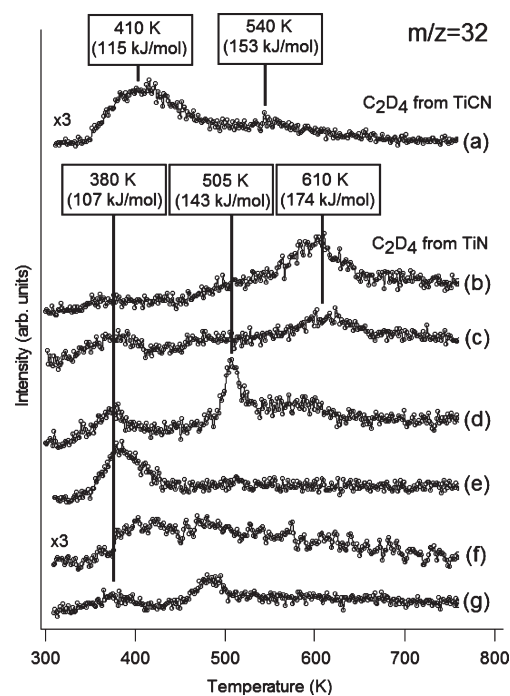 410 K
(115 kJ/mol)
540 K
(153 kJ/mol)
m/z=32
x3
C2D4 from TiCN
(a)
380 K
(107 kJ/mol)
505 K
(143 kJ/mol)
610 K
(174 kJ/mol)
C2D4 from TiN
(b)
(c)
(d)
(e)
x3
(f)
(g)
Intensity (arb. units)
300
400
500
600
700
800
Temperature (K)